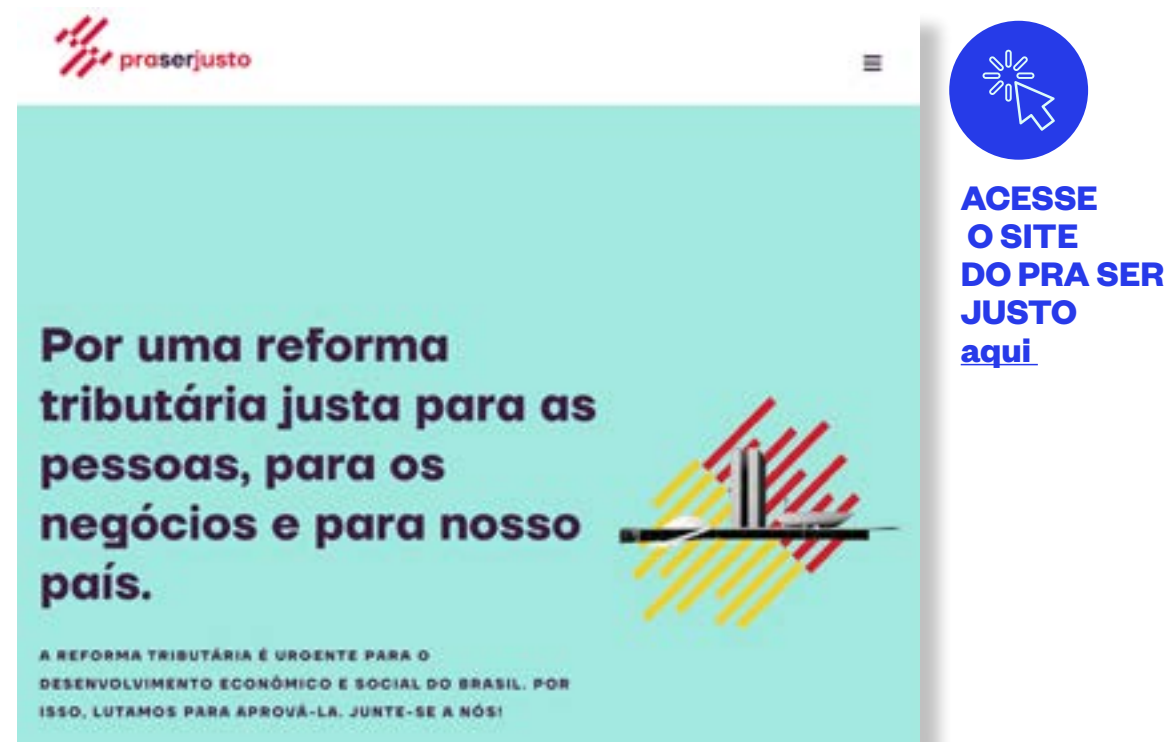 praserjusto
Por uma reforma
tributária justa para as
pessoas, para os
negócios e para nosso
país.
A REFORMA TRIBUTÁRIA É URGENTE PARA O
DESENVOLVIMENTO ECONÔMICO E SOCIAL DO BRASIL. POR
ISSO, LUTAMOS PARA APROVÁ-LA. JUNTE-SE A NÓS!
ACESSE
O SITE
DO PRA SER
JUSTO
aqui